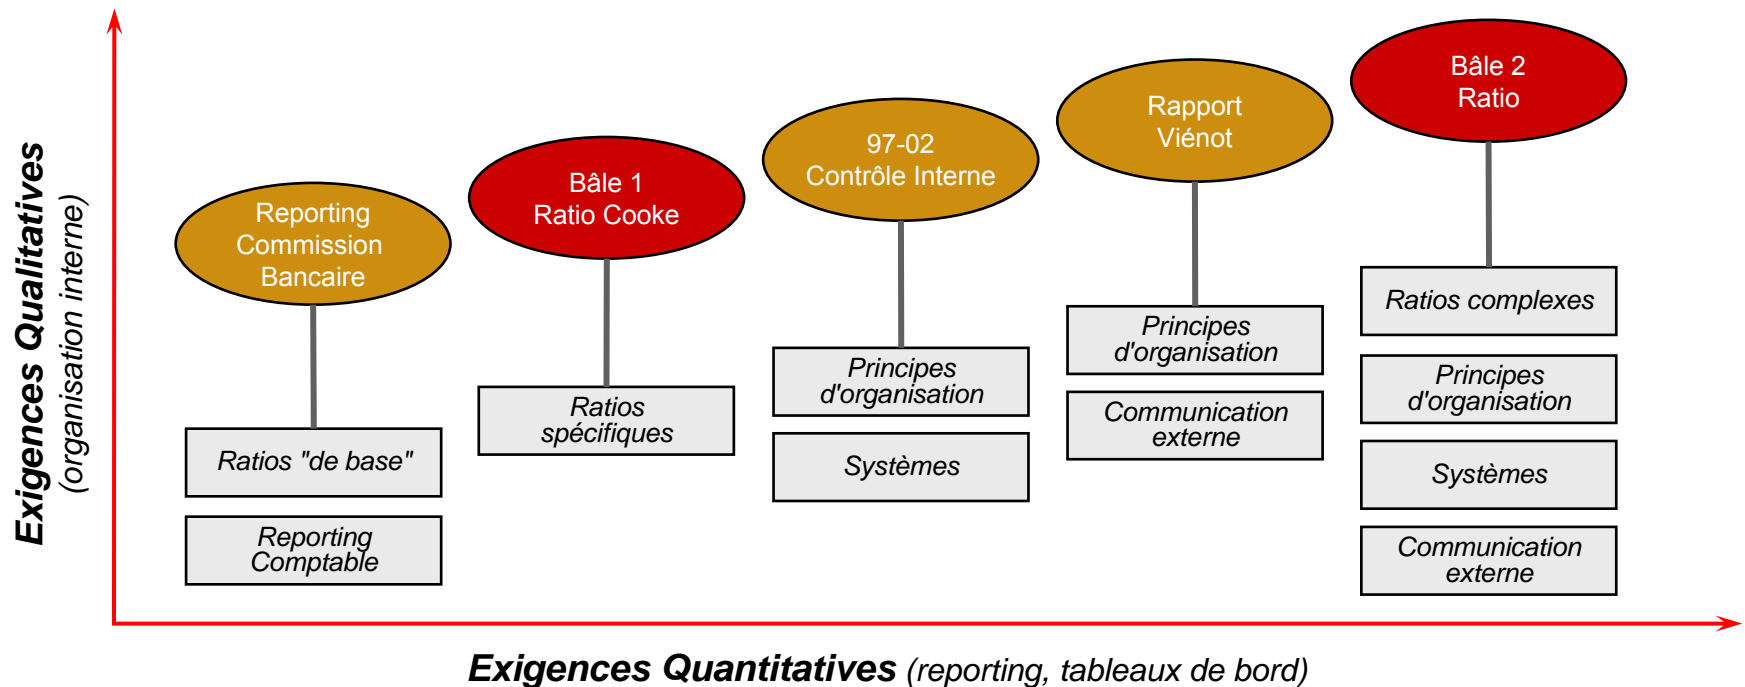 Exigences Qualitatives
(organisation interne)
Reporting
Commission
Bancaire
Ratios "de base"
Reporting
Comptable
Bâle 1
Ratio Cooke
Ratios
spécifiques
97-02
Contrôle Interne
Principes
d'organisation
Systèmes
Rapport
Viénot
Principes
d'organisation
Communication
externe
Bâle 2
Ratio
Ratios complexes
Principes
d'organisation
Systèmes
Communication
externe
Exigences Quantitatives (reporting, tableaux de bord)